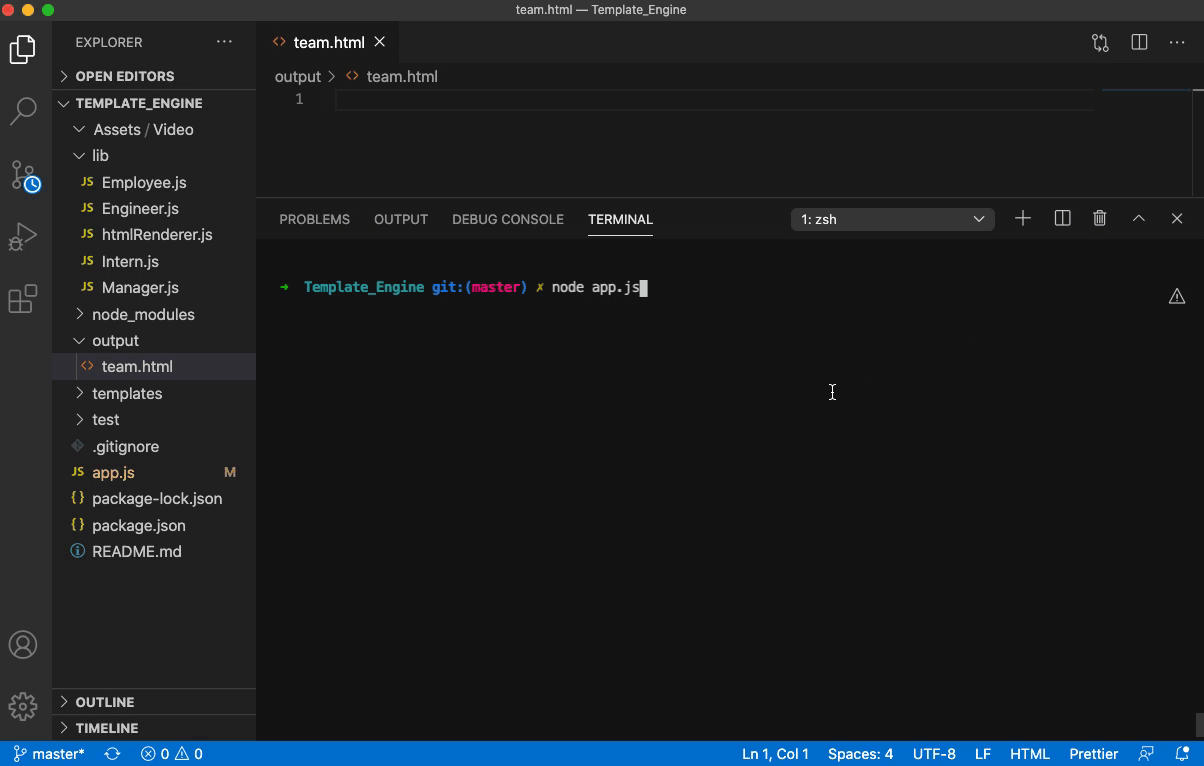 team.html — Template_Engine
EXPLORER
OPEN EDITORS
TEMPLATE_ENGINE
Assets / Video
lib
JS Employee.js
JS Engineer.js
JS htmlRenderer.js
JS Intern.js
JS Manager.js
node_modules
output
<> team.html
templates
test
.gitignore
JS app.js M
{} package-lock.json
{} package.json
README.md
OUTLINE
TIMELINE
<> team.html
output > <> team.html
1
PROBLEMS OUTPUT DEBUG CONSOLE TERMINAL 1: zsh
➜ Template_Engine git:(master) ✗ node app.js
master* 0 0 Ln 1, Col 1 Spaces: 4 UTF-8 LF HTML Prettier